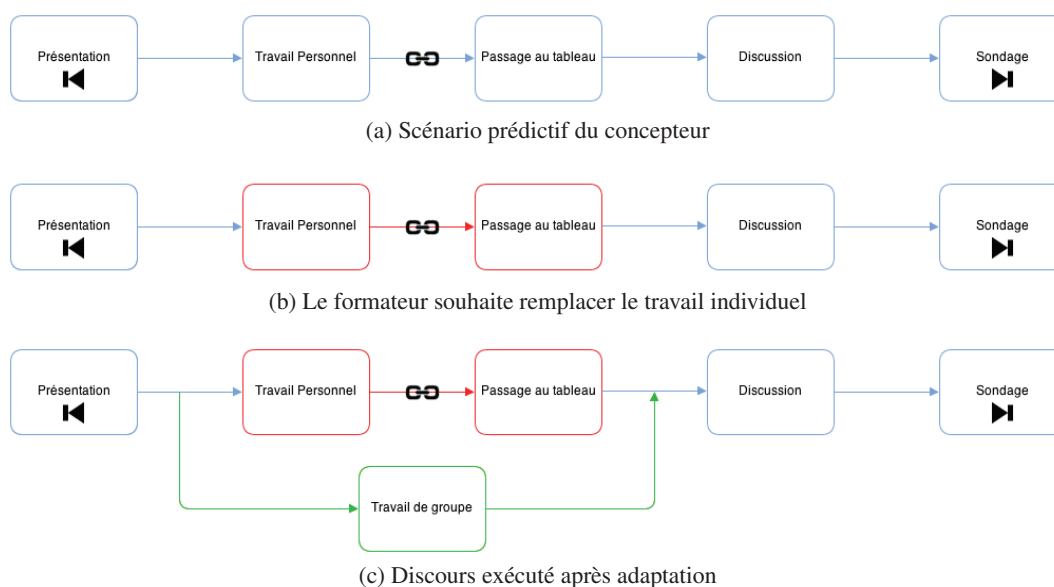 Présentation
Travail Personnel
Passage au tableau
Discussion
Sondage
(a) Scénario prédictif du concepteur
Présentation
Travail Personnel
Passage au tableau
Discussion
Sondage
(b) Le formateur souhaite remplacer le travail individuel
Présentation
Travail Personnel
Passage au tableau
Discussion
Sondage
Travail de groupe
(c) Discours exécuté après adaptation